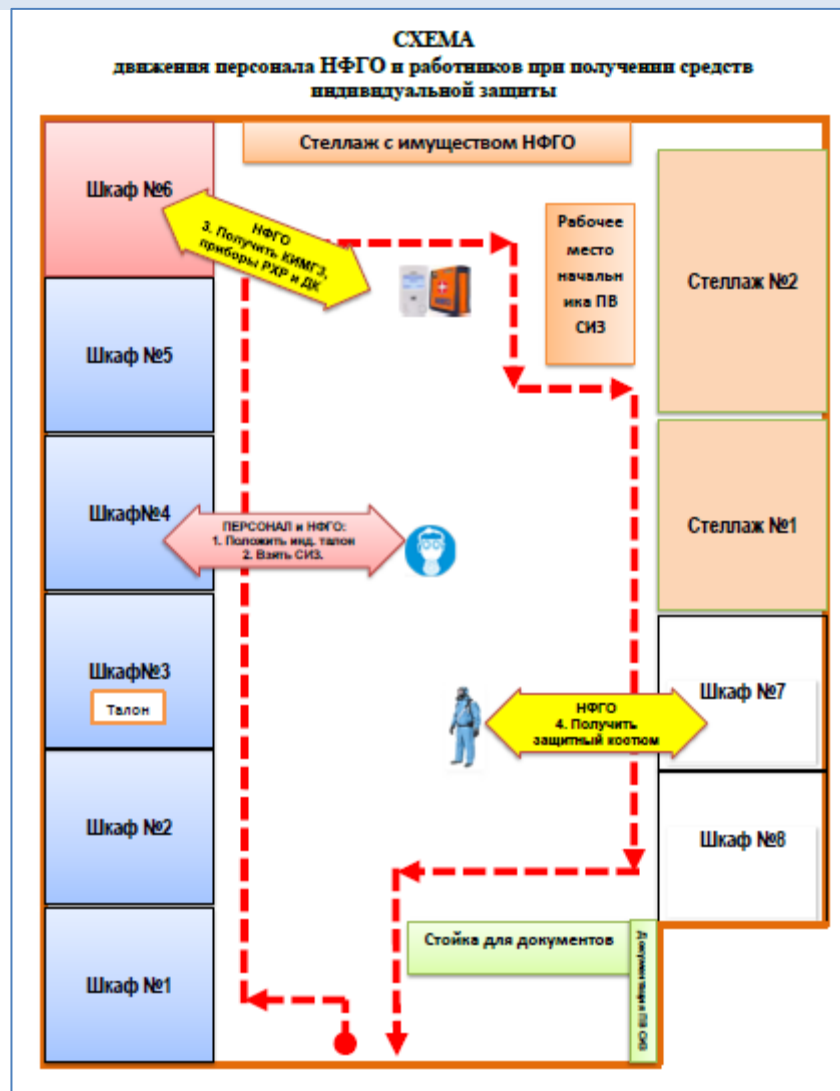 СХЕМА
движения персонала НФГО и работников при получении средств
индивидуальной защиты
Стеллаж с имуществом НФГО
Шкаф №6
НФГО
3. Получить КИМГЗ,
приборы РХР и ДК
Рабочее
место
начальн
ика ПВ
СИЗ
Стеллаж №2
Шкаф №5
Шкаф№4
ПЕРСОНАЛ и НФГО:
1. Положить инд. талон
2. Взять СИЗ.
Стеллаж №1
Шкаф№3
Талон
НФГО
4. Получить
защитный костюм
Шкаф №7
Шкаф №2
Шкаф №8
Стойка для документов
Документация ПВ СИЗ
Шкаф №1